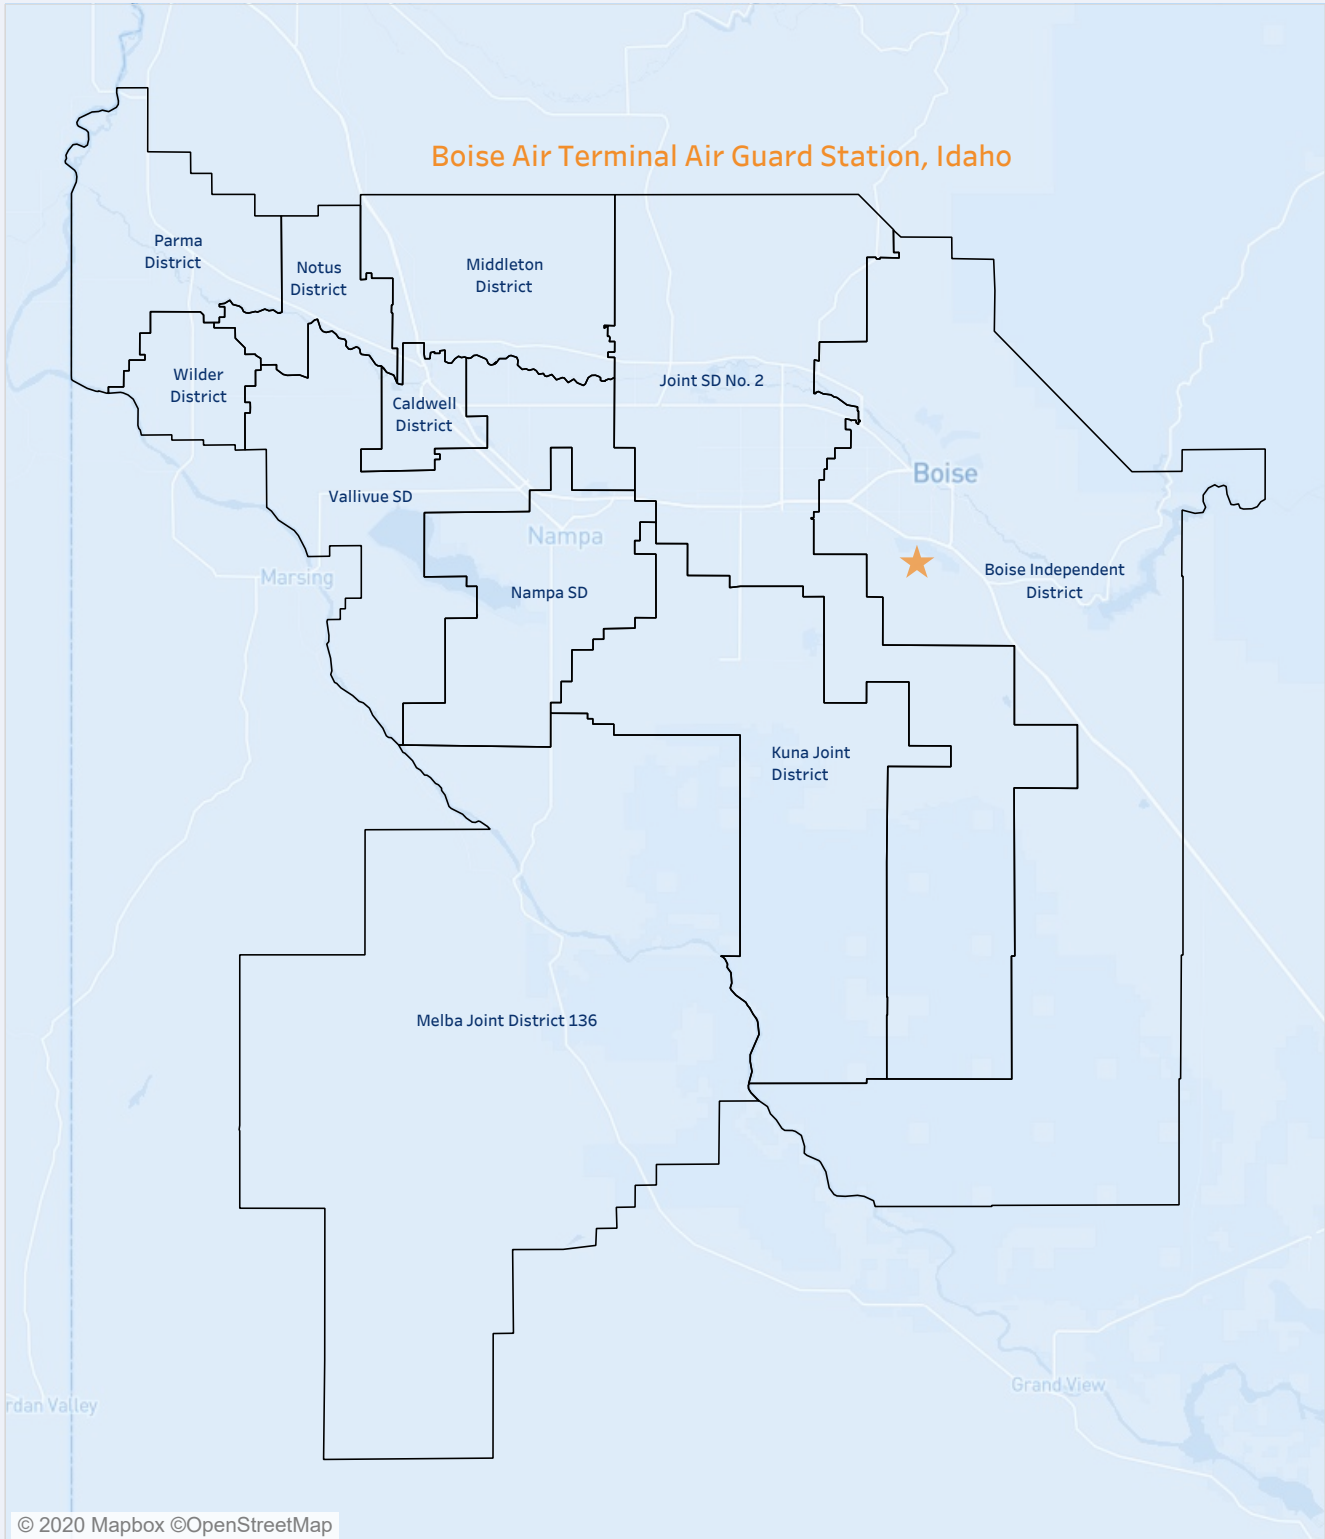 Boise Air Terminal Air Guard Station, Idaho
Parma
District
Notus
District
Middleton
District
Wilder
District
Caldwell
District
Joint SD No. 2
Boise
Vallivue SD
Nampa
Marsing
Nampa SD
Boise Independent
District
Kuna Joint
District
Melba Joint District 136
Grand View
rdan Valley
© 2020 Mapbox ©OpenStreetMap